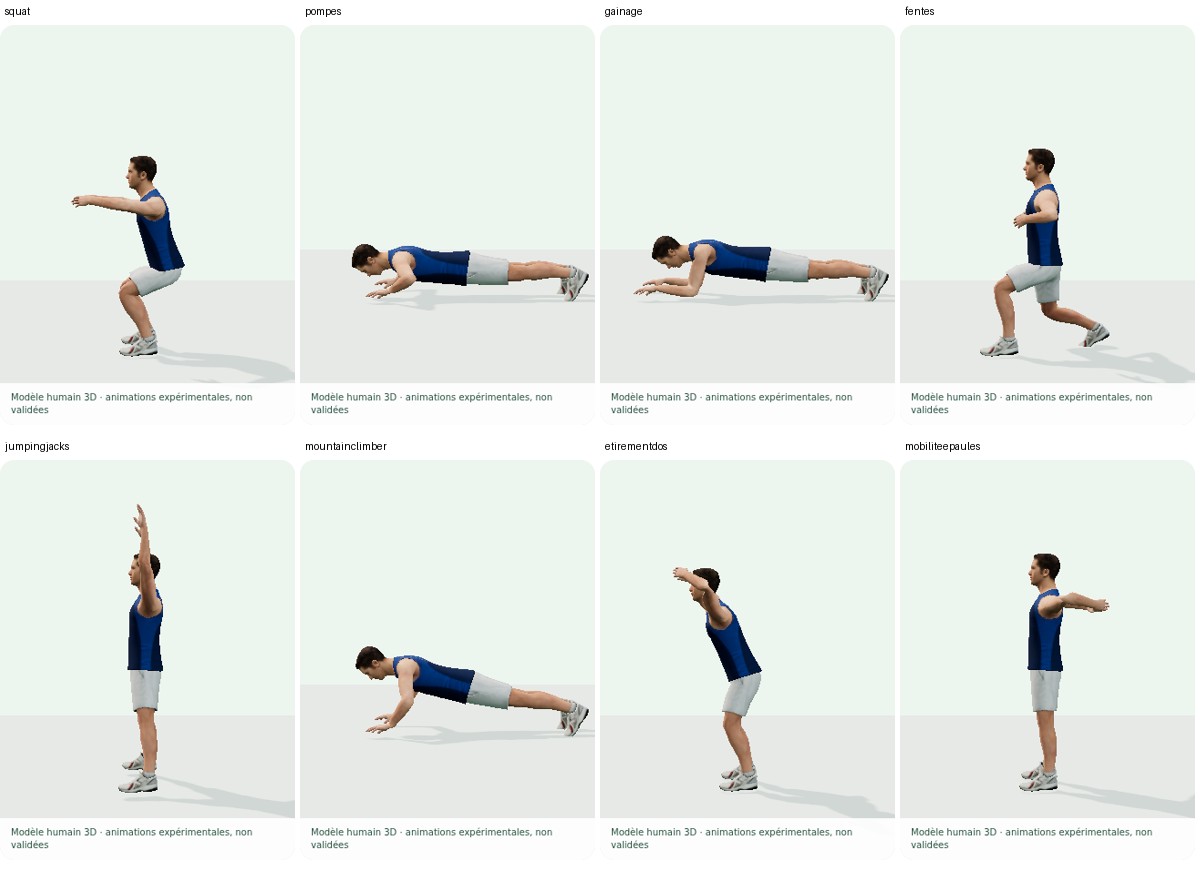 squat
pompes
gainage
fentes
Modèle humain 3D · animations expérimentales, non
validées
Modèle humain 3D · animations expérimentales, non
validées
Modèle humain 3D · animations expérimentales, non
validées
Modèle humain 3D · animations expérimentales, non
validées
jumpingjacks
mountainclimber
etirementdos
mobiliteepaules
Modèle humain 3D · animations expérimentales, non
validées
Modèle humain 3D · animations expérimentales, non
validées
Modèle humain 3D · animations expérimentales, non
validées
Modèle humain 3D · animations expérimentales, non
validées